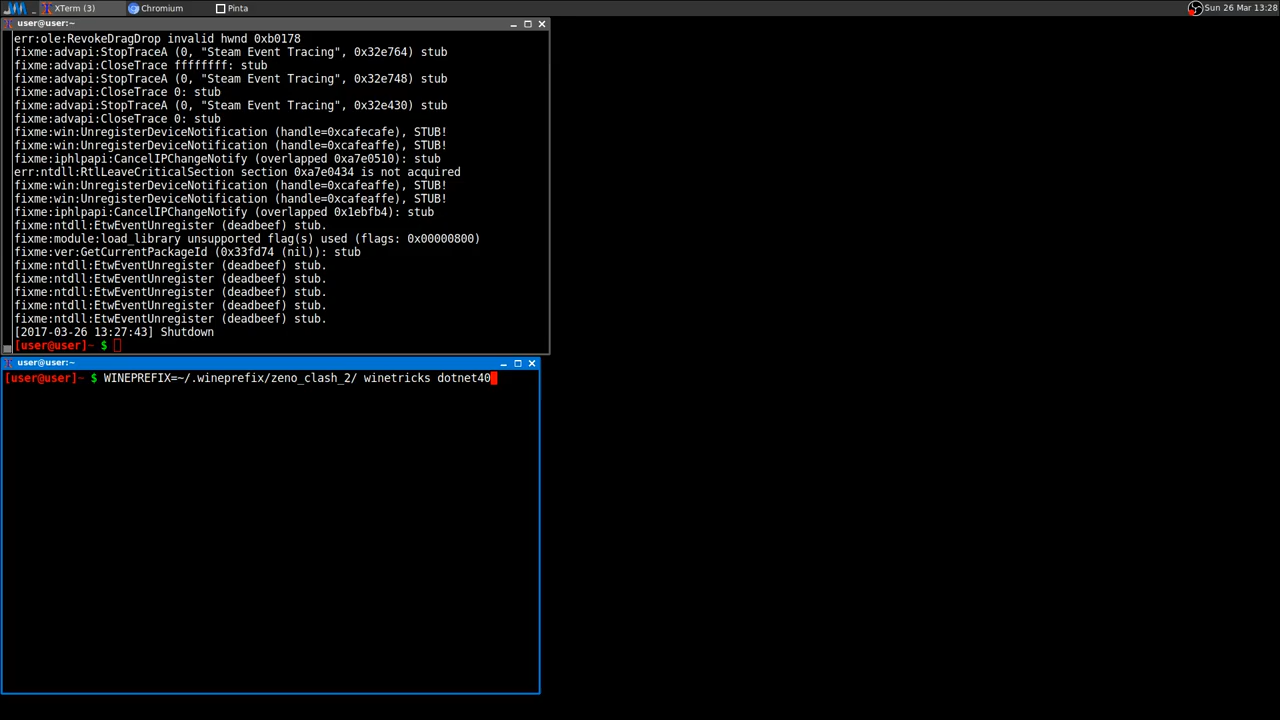 XTerm (3)
Chromium
Pinta
Sun 26 Mar 13:28
user@user:~
err:ole:RevokeDragDrop invalid hwnd 0xb0178
fixme:advapi:StopTraceA (0, "Steam Event Tracing", 0x32e764) stub
fixme:advapi:CloseTrace ffffffff: stub
fixme:advapi:StopTraceA (0, "Steam Event Tracing", 0x32e748) stub
fixme:advapi:CloseTrace 0: stub
fixme:advapi:StopTraceA (0, "Steam Event Tracing", 0x32e430) stub
fixme:advapi:CloseTrace 0: stub
fixme:win:UnregisterDeviceNotification (handle=0xcafecafe), STUB!
fixme:win:UnregisterDeviceNotification (handle=0xcafeaffe), STUB!
fixme:iphlpapi:CancelIPChangeNotify (overlapped 0xa7e0510): stub
err:ntdll:RtlLeaveCriticalSection section 0xa7e0434 is not acquired
fixme:win:UnregisterDeviceNotification (handle=0xcafeaffe), STUB!
fixme:win:UnregisterDeviceNotification (handle=0xcafeaffe), STUB!
fixme:iphlpapi:CancelIPChangeNotify (overlapped 0x1ebfb4): stub
fixme:ntdll:EtwEventUnregister (deadbeef) stub.
fixme:module:load_library unsupported flag(s) used (flags: 0x00000800)
fixme:ver:GetCurrentPackageId (0x33fd74 (nil)): stub
fixme:ntdll:EtwEventUnregister (deadbeef) stub.
fixme:ntdll:EtwEventUnregister (deadbeef) stub.
fixme:ntdll:EtwEventUnregister (deadbeef) stub.
fixme:ntdll:EtwEventUnregister (deadbeef) stub.
fixme:ntdll:EtwEventUnregister (deadbeef) stub.
[2017-03-26 13:27:43] Shutdown
[user@user]~ $
user@user:~
[user@user]~ $ WINEPREFIX=~/.wineprefix/zeno_clash_2/ winetricks dotnet40